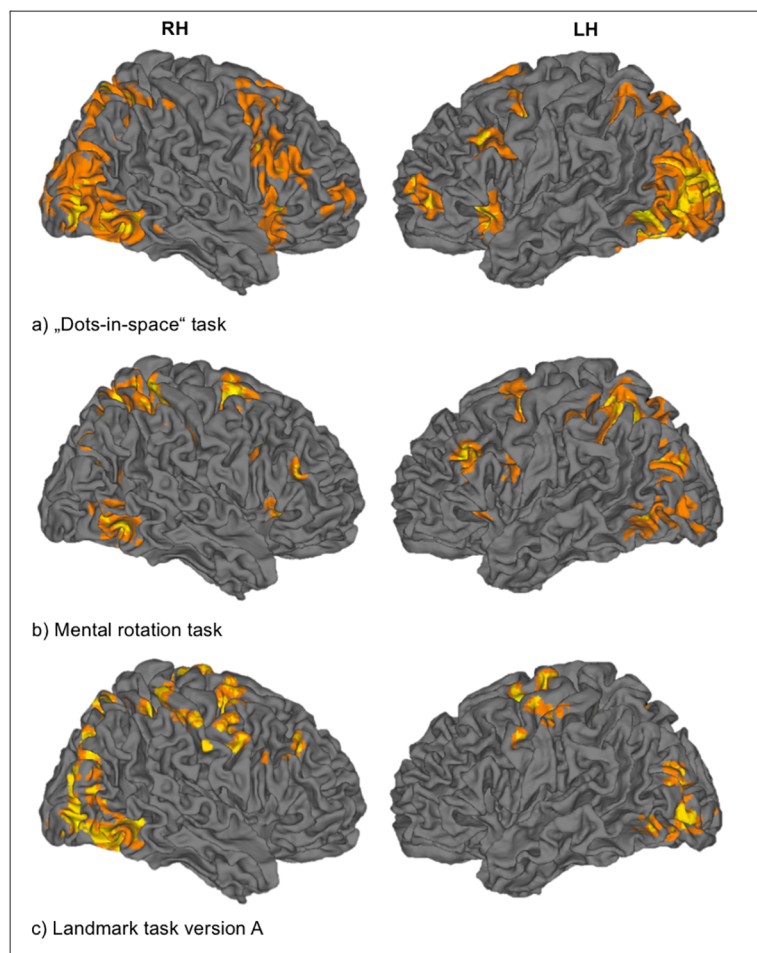 RH LH
a) „Dots-in-space“ task
b) Mental rotation task
c) Landmark task version A